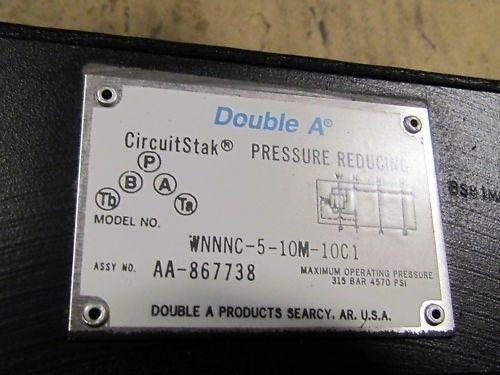 Double A®
CircuitStak® PRESSURE REDUCING
P
B A
Tb Ta
W N
MODEL NO.
WNNNC-5-10M-10C1
ASSY NO. AA-867738
MAXIMUM OPERATING PRESSURE
315 BAR 4570 PSI
DOUBLE A PRODUCTS SEARCY, AR. U.S.A.